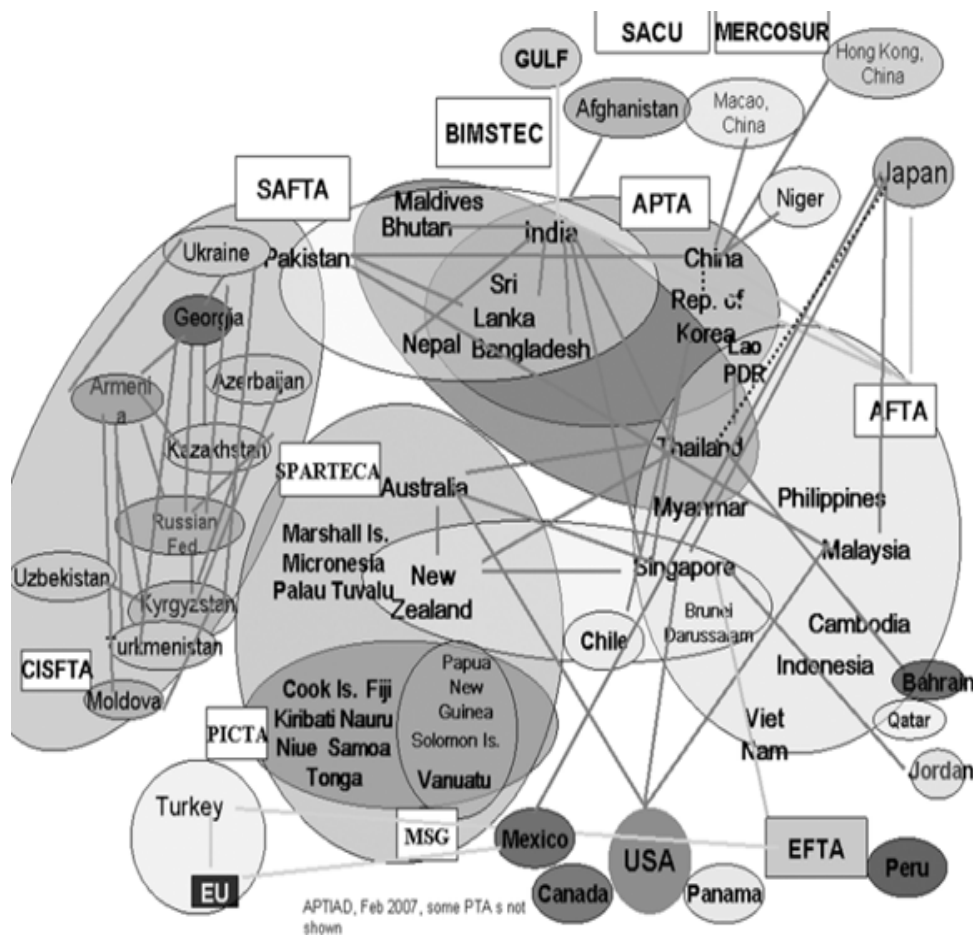 SACU
MERCOSUR
GULF
Hong Kong,
China
Afghanistan
Macao,
China
BIMSTEC
Japan
SAFTA
APTA
Niger
Maldives
Bhutan
India
Ukraine
Pakistan
China
Sri
Lanka
Rep. of
Korea
Georgia
Nepal
Bangladesh
Lao
PDR
Armeni
a
Azerbaijan
AFTA
Kazakhstan
Thailand
SPARTECA
Australia
Philippines
Myanmar
Russian
Fed
Marshall Is.
Micronesia
Palau Tuvalu
Malaysia
New
Zealand
Singapore
Uzbekistan
Kyrgyzstan
Brunei
Darussalam
Cambodia
Turkmenistan
Chile
CISFTA
Moldova
Papua
New
Guinea
Solomon Is.
Vanuatu
Indonesia
Bahrain
Cook Is. Fiji
Kiribati Nauru
Niue Samoa
Tonga
PICTA
Viet
Nam
Qatar
Jordan
Turkey
MSG
Mexico
USA
EFTA
Peru
EU
Canada
Panama
APTIAD, Feb 2007, some PTA s not
shown